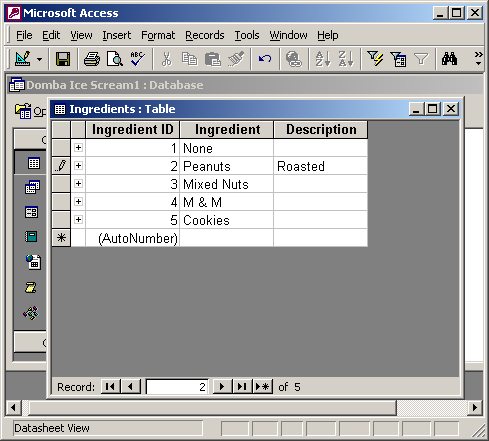 Microsoft Access
File Edit View Insert Format Records Tools Window Help
Domba Ice Scream1 : Database
Ingredients : Table
Ingredient ID Ingredient Description
1 None
2 Peanuts Roasted
3 Mixed Nuts
4 M & M
5 Cookies
(AutoNumber)
Record: 2 of 5
Datasheet View